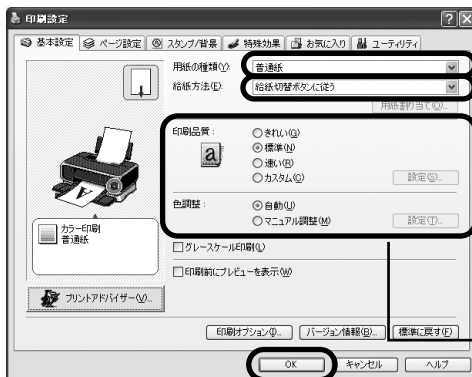 印刷設定
基本設定 ページ設定 スタンプ/背景 特殊効果 お気に入り ユーティリティ
用紙の種類(Y): 普通紙
給紙方法(E): 給紙切替ボタンに従う
用紙割り当て(O)...
印刷品質:
きれい(G)
標準(N)
速い(R)
カスタム(C) 設定(S)...
色調整:
自動(U)
マニュアル調整(M) 設定(T)...
カラー印刷
普通紙
グレースケール印刷(L)
印刷前にプレビューを表示(W)
プリントアドバイザー(V)...
印刷オプション(I)... バージョン情報(B)... 標準に戻す(F)
OK キャンセル ヘルプ